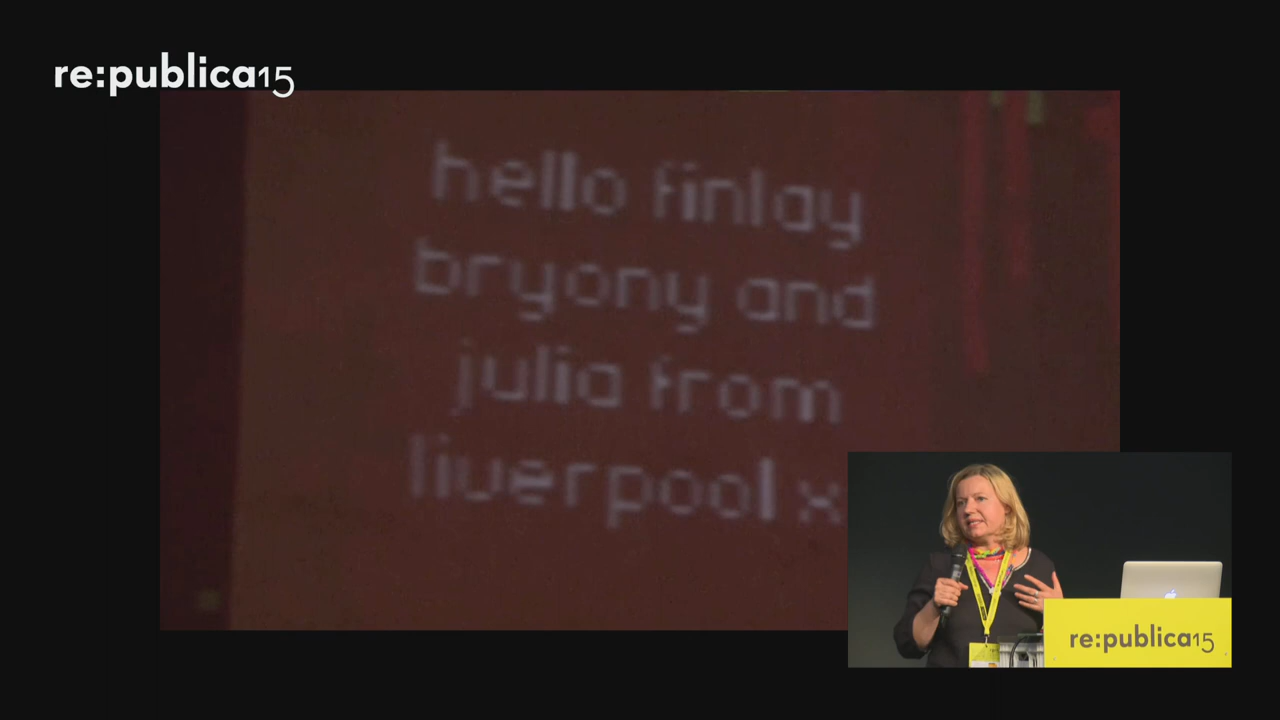 re:publica15
hello finlay
bryony and
julia from
liverpool x
re:publica15